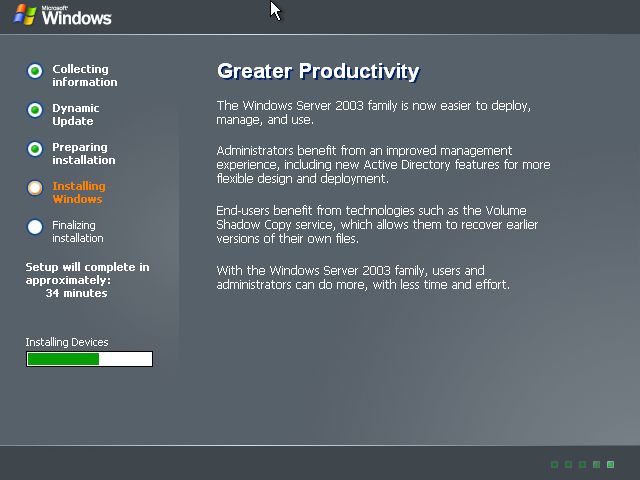 Microsoft
Windows
Collecting
information
Dynamic
Update
Preparing
installation
Installing
Windows
Finalizing
installation
Setup will complete in
approximately:
34 minutes
Installing Devices
Greater Productivity
The Windows Server 2003 family is now easier to deploy,
manage, and use.
Administrators benefit from an improved management
experience, including new Active Directory features for more
flexible design and deployment.
End-users benefit from technologies such as the Volume
Shadow Copy service, which allows them to recover earlier
versions of their own files.
With the Windows Server 2003 family, users and
administrators can do more, with less time and effort.